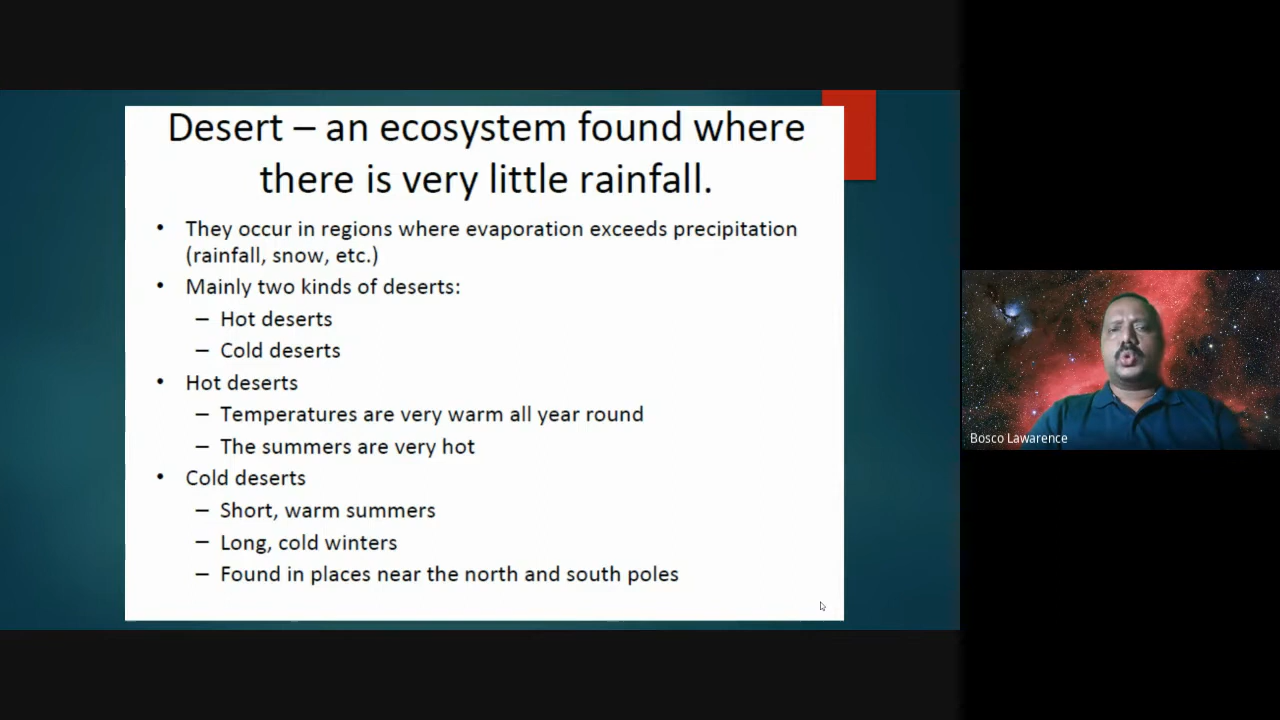 Desert – an ecosystem found where
there is very little rainfall.
• They occur in regions where evaporation exceeds precipitation
(rainfall, snow, etc.)
• Mainly two kinds of deserts:
– Hot deserts
– Cold deserts
• Hot deserts
– Temperatures are very warm all year round
– The summers are very hot
• Cold deserts
– Short, warm summers
– Long, cold winters
– Found in places near the north and south poles
Bosco Lawarence